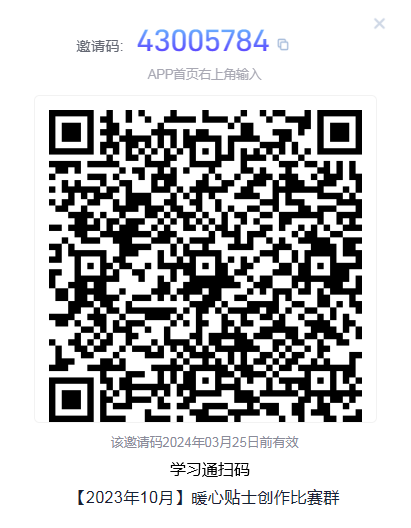 邀请码: 43005784
APP首页右上角输入
该邀请码2024年03月25日前有效
学习通扫码
【2023年10月】暖心贴士创作比赛群